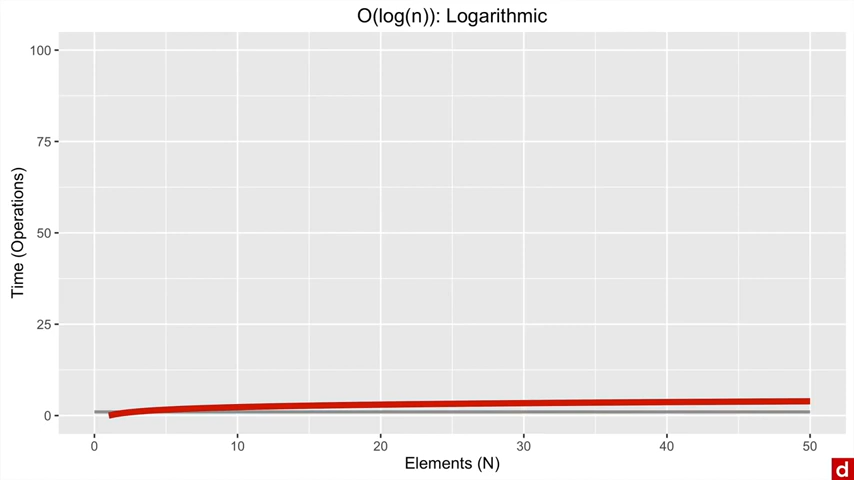 O(log(n)): Logarithmic
100
75
50
25
0
Time (Operations)
0 10 20 30 40 50
Elements (N)
d